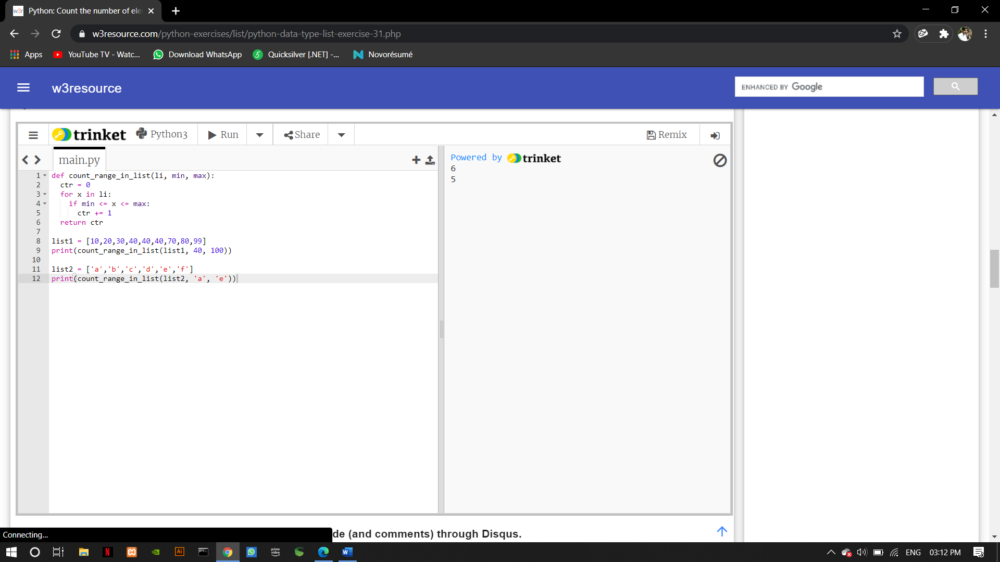 w3r Python: Count the number of ele
w3resource.com/python-exercises/list/python-data-type-list-exercise-31.php
Apps YouTube TV - Watc... Download WhatsApp Quicksilver [.NET] -... Novorésumé
w3resource
ENHANCED BY Google
trinket Python3 Run Share Remix
main.py
1 def count_range_in_list(li, min, max):
2 ctr = 0
3 for x in li:
4 if min <= x <= max:
5 ctr += 1
6 return ctr
7
8 list1 = [10,20,30,40,40,40,70,80,99]
9 print(count_range_in_list(list1, 40, 100))
10
11 list2 = ['a','b','c','d','e','f']
12 print(count_range_in_list(list2, 'a', 'e'))
Powered by trinket
6
5
de (and comments) through Disqus.
Connecting...
N Ai prime video W ENG 03:12 PM